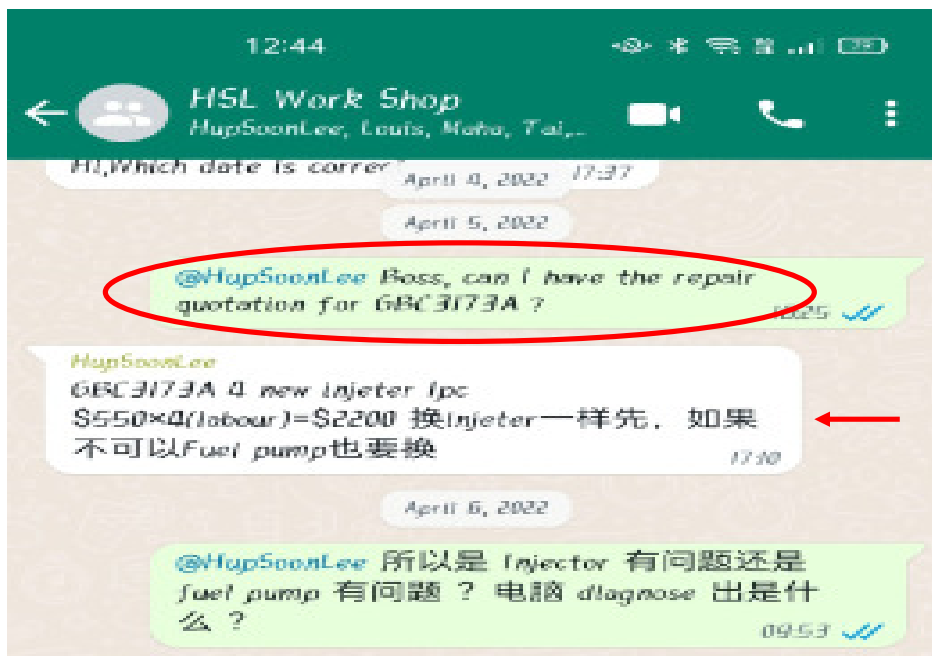 12:44
HSL Work Shop
HupSoonLee, Louis, Maha, Tai,...
Hi,Which date is correc
April 4, 2022
17:37
April 5, 2022
@HupSoonLee Boss, can I have the repair
quotation for GBC3173A ?
HupSoonLee
GBC3173A 4 new injeter 1pc
$550×4(labour)=$2200 换Injeter一样先，如果
不可以Fuel pump也要换
17:10
April 6, 2022
@HupSoonLee 所以是 Injector 有问题还是
fuel pump 有问题 ？ 电脑 diagnose 出是什
么 ？
09:53